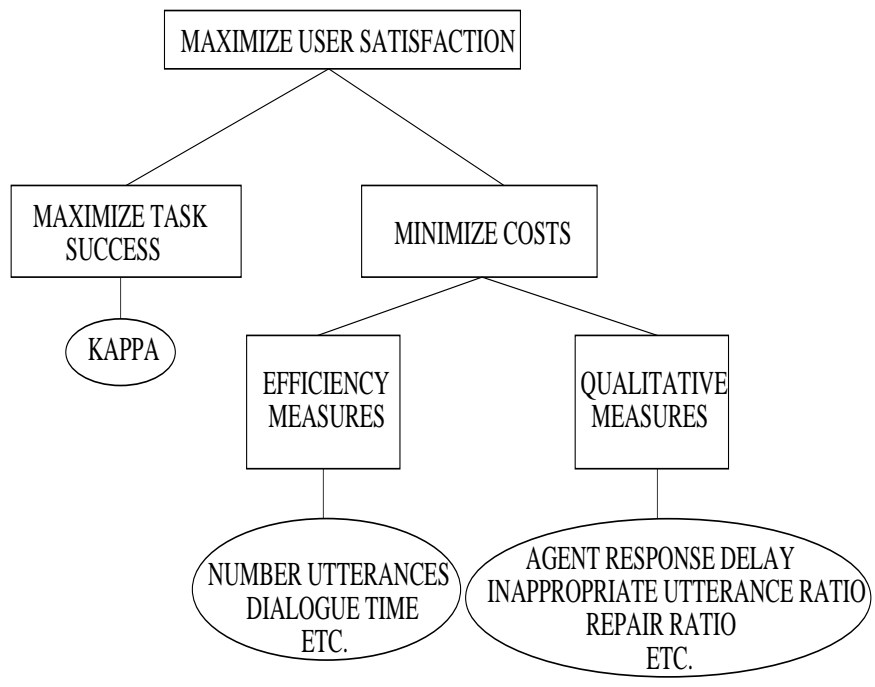 MAXIMIZE USER SATISFACTION
MAXIMIZE TASK
SUCCESS
MINIMIZE COSTS
KAPPA
EFFICIENCY
MEASURES
QUALITATIVE
MEASURES
NUMBER UTTERANCES
DIALOGUE TIME
ETC.
AGENT RESPONSE DELAY
INAPPROPRIATE UTTERANCE RATIO
REPAIR RATIO
ETC.